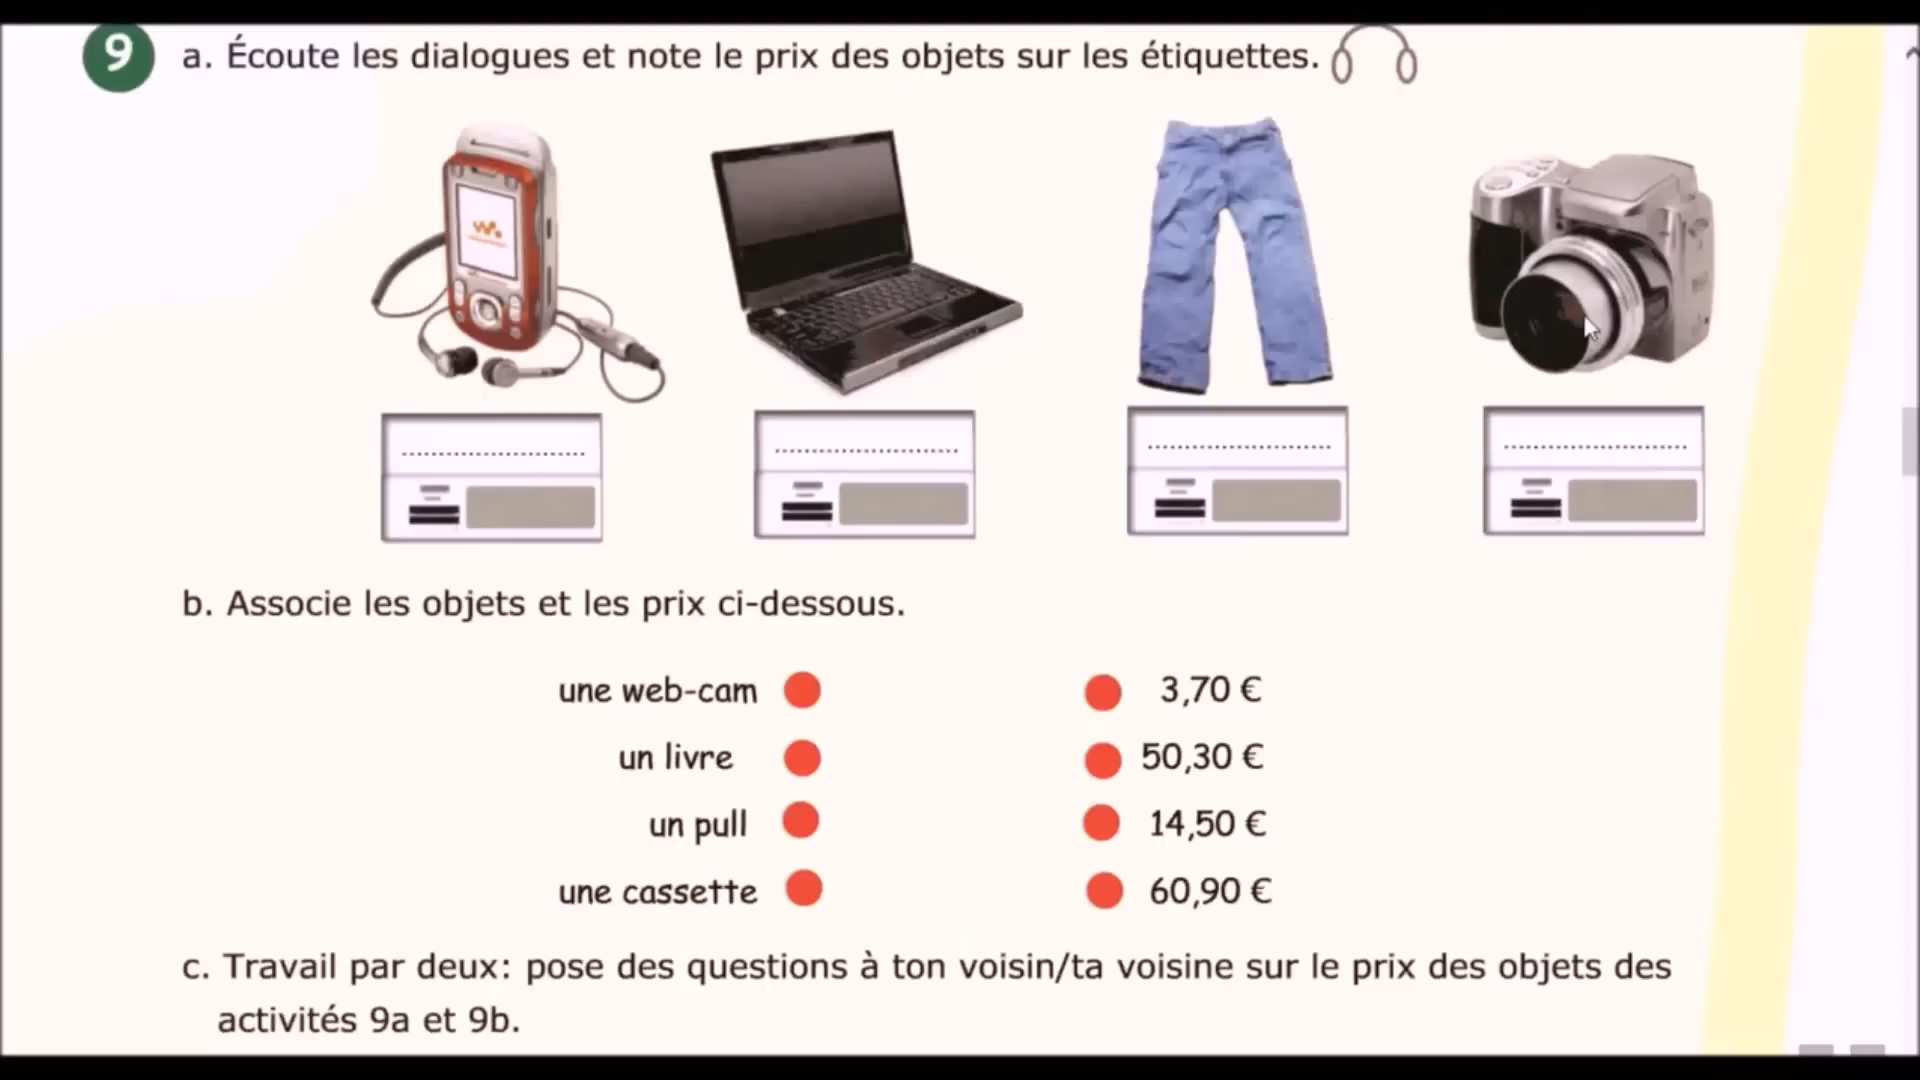 9 a. Écoute les dialogues et note le prix des objets sur les étiquettes.
b. Associe les objets et les prix ci-dessous.
une web-cam 3,70 €
un livre 50,30 €
un pull 14,50 €
une cassette 60,90 €
c. Travail par deux: pose des questions à ton voisin/ta voisine sur le prix des objets des
activités 9a et 9b.